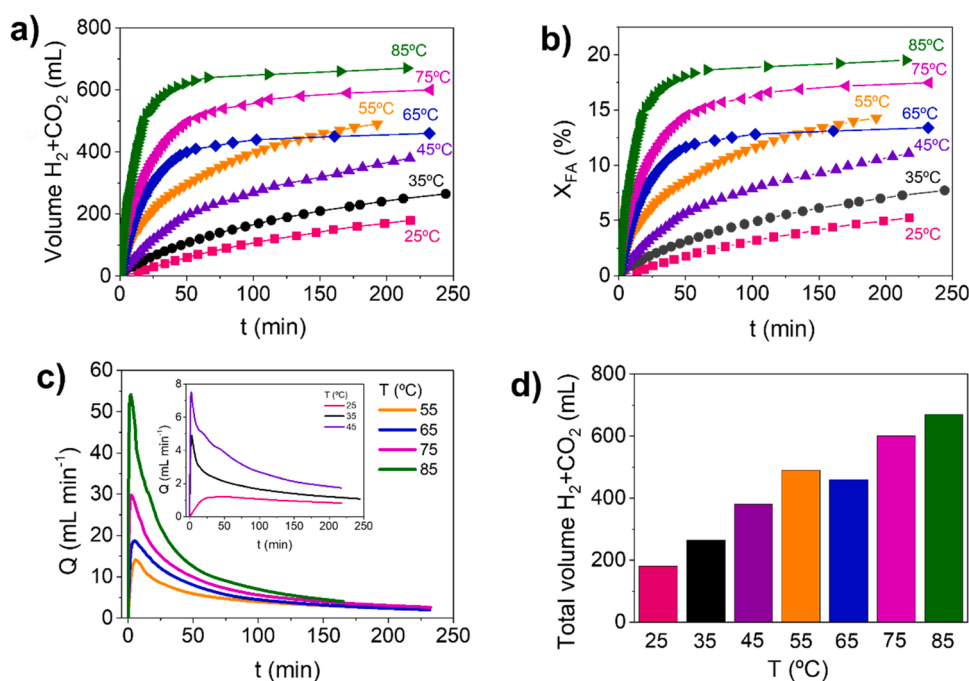 a)
Volume H2+CO2 (mL)
800
600
400
200
0
0 50 100 150 200 250
t (min)
85ºC
75ºC
55ºC
65ºC
45ºC
35ºC
25ºC
b)
XFA (%)
20
15
10
5
0
0 50 100 150 200 250
t (min)
85ºC
75ºC
55ºC
65ºC
45ºC
35ºC
25ºC
c)
Q (mL min-1)
60
50
40
30
20
10
0
0 50 100 150 200 250
t (min)
T (ºC)
55
65
75
85
Q (mL min-1)
8
6
4
2
0
0 50 100 150 200 250
t (min)
T (ºC)
25
35
45
d)
Total volume H2+CO2 (mL)
800
600
400
200
0
25 35 45 55 65 75 85
T (ºC)